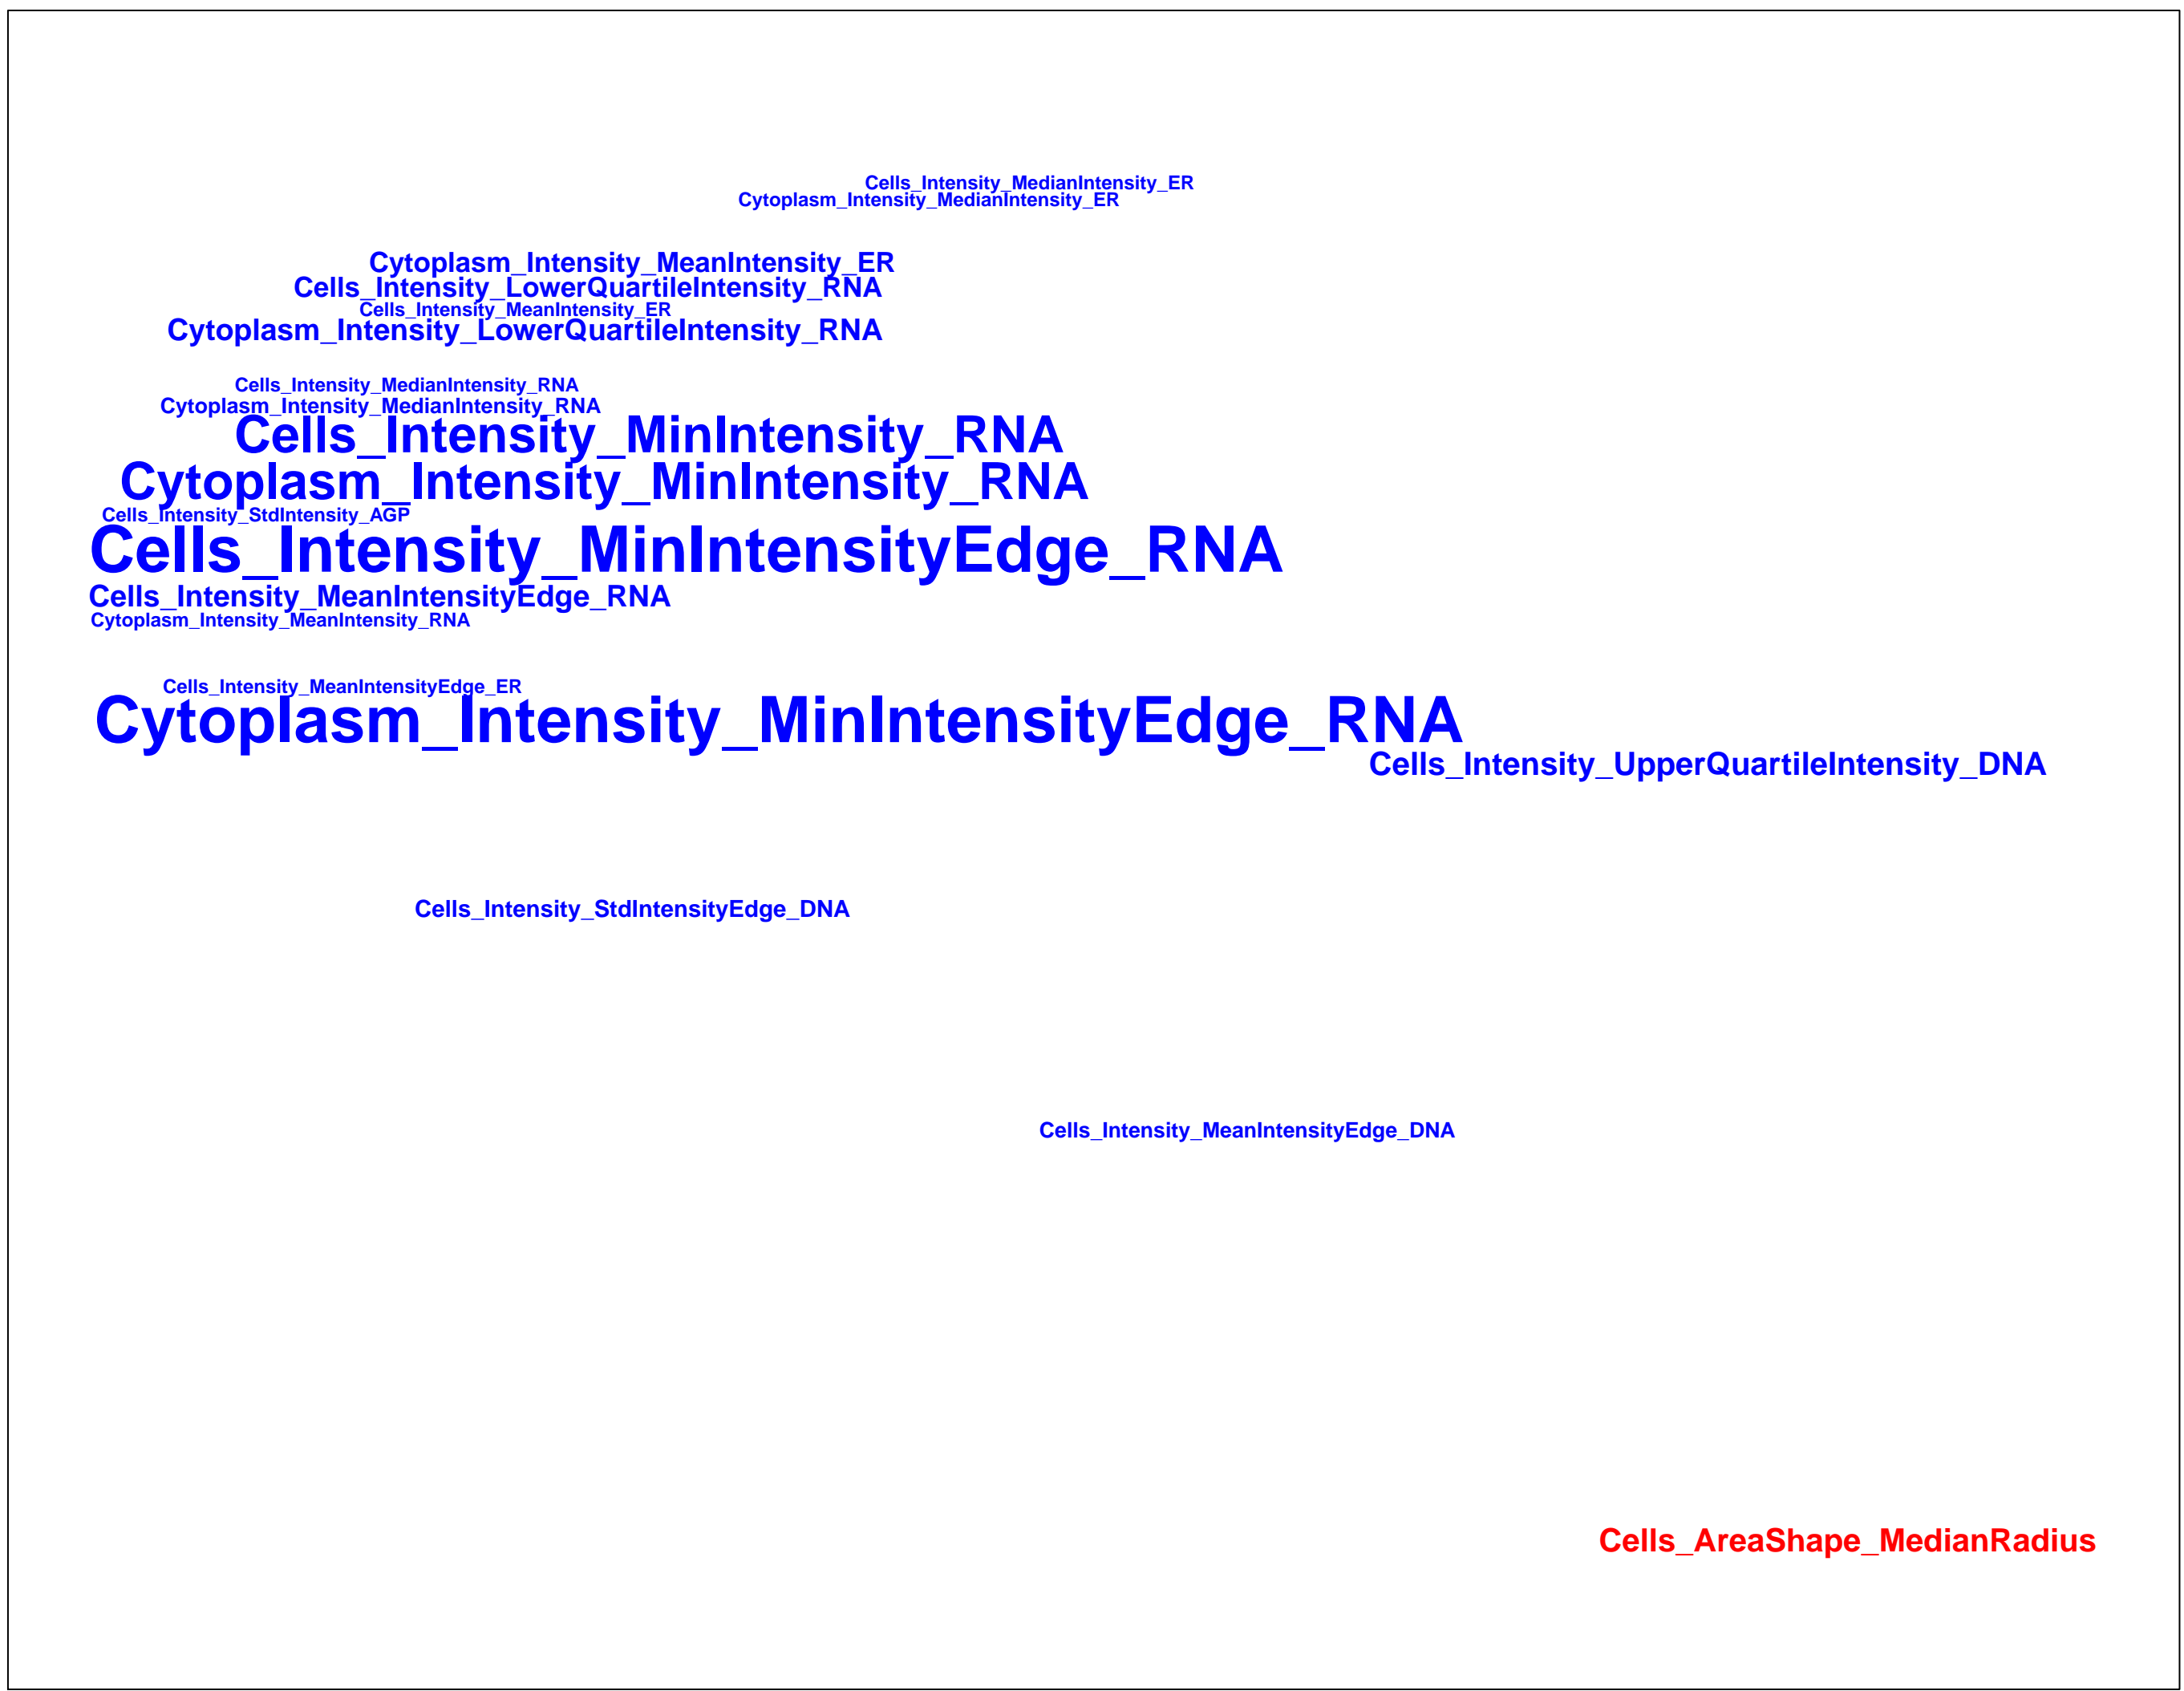 Cells_Intensity_MedianIntensity_ER
Cytoplasm_Intensity_MedianIntensity_ER
Cytoplasm_Intensity_MeanIntensity_ER
Cells_Intensity_LowerQuartileIntensity_RNA
Cells_Intensity_MeanIntensity_ER
Cytoplasm_Intensity_LowerQuartileIntensity_RNA
Cells_Intensity_MedianIntensity_RNA
Cytoplasm_Intensity_MedianIntensity_RNA
Cells_Intensity_MinIntensity_RNA
Cytoplasm_Intensity_MinIntensity_RNA
Cells_Intensity_StdIntensity_AGP
Cells_Intensity_MinIntensityEdge_RNA
Cells_Intensity_MeanIntensityEdge_RNA
Cytoplasm_Intensity_MeanIntensity_RNA
Cells_Intensity_MeanIntensityEdge_ER
Cytoplasm_Intensity_MinIntensityEdge_RNA
Cells_Intensity_UpperQuartileIntensity_DNA
Cells_Intensity_StdIntensityEdge_DNA
Cells_Intensity_MeanIntensityEdge_DNA
Cells_AreaShape_MedianRadius